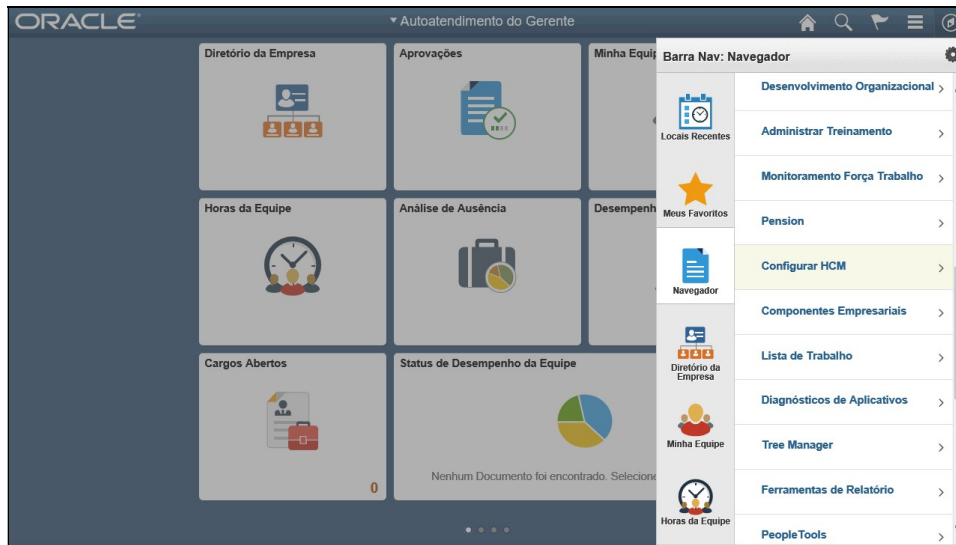 ORACLE
Autoatendimento do Gerente
Diretório da Empresa
Aprovações
Minha Equip
Horas da Equipe
Análise de Ausência
Desempenh
Cargos Abertos
0
Status de Desempenho da Equipe
Nenhum Documento foi encontrado. Selecione
Barra Nav: Navegador
Locais Recentes
Meus Favoritos
Navegador
Diretório da
Empresa
Minha Equipe
Horas da Equipe
Desenvolvimento Organizacional
Administrar Treinamento
Monitoramento Força Trabalho
Pension
Configurar HCM
Componentes Empresariais
Lista de Trabalho
Diagnósticos de Aplicativos
Tree Manager
Ferramentas de Relatório
PeopleTools